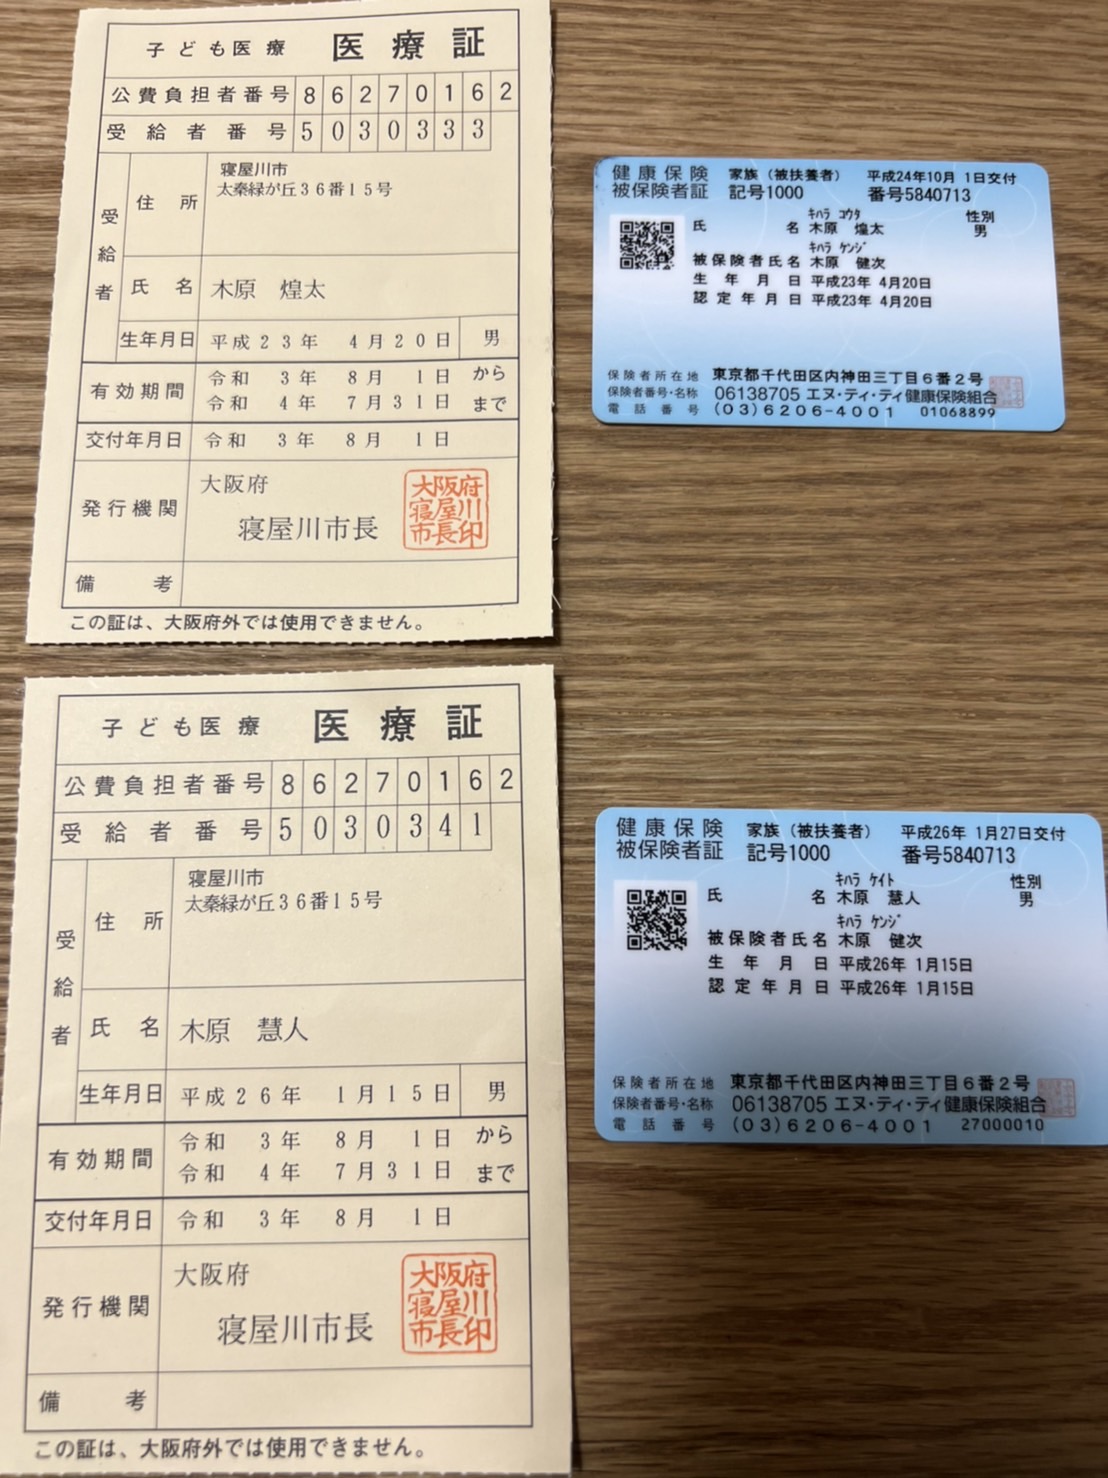 子ども医療 医療証
公費負担者番号 86270162
受給者番号 5030333
受給者
住所 寝屋川市
太秦緑が丘36番15号
氏名 木原 煌太
生年月日 平成23年 4月20日 男
有効期間 令和 3年 8月 1日から
令和 4年 7月31日まで
交付年月日 令和 3年 8月 1日
発行機関 大阪府
寝屋川市長
大阪府
寝屋川
市長印
備考
この証は、大阪府外では使用できません。
健康保険 家族(被扶養者) 平成24年10月 1日交付
被保険者証 記号1000 番号5840713
キハラ コウタ 性別
氏名 木原 煌太 男
キハラ ケンジ
被保険者氏名 木原 健次
生年月日 平成23年 4月20日
認定年月日 平成23年 4月20日
保険者所在地 東京都千代田区内神田三丁目6番2号
保険者番号・名称 06138705 エヌ・ティ・ティ健康保険組合
電話番号 (03)6206-4001 01068899
子ども医療 医療証
公費負担者番号 86270162
受給者番号 5030341
受給者
住所 寝屋川市
太秦緑が丘36番15号
氏名 木原 慧人
生年月日 平成26年 1月15日 男
有効期間 令和 3年 8月 1日から
令和 4年 7月31日まで
交付年月日 令和 3年 8月 1日
発行機関 大阪府
寝屋川市長
大阪府
寝屋川
市長印
備考
この証は、大阪府外では使用できません。
健康保険 家族(被扶養者) 平成26年 1月27日交付
被保険者証 記号1000 番号5840713
キハラ ケイト 性別
氏名 木原 慧人 男
キハラ ケンジ
被保険者氏名 木原 健次
生年月日 平成26年 1月15日
認定年月日 平成26年 1月15日
保険者所在地 東京都千代田区内神田三丁目6番2号
保険者番号・名称 06138705 エヌ・ティ・ティ健康保険組合
電話番号 (03)6206-4001 27000010